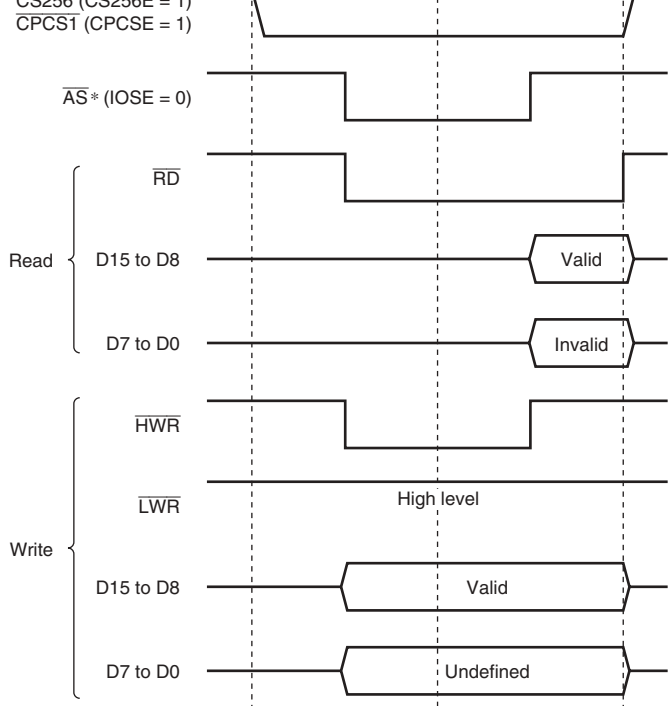 CS256 (CS256E = 1)
CPCS1 (CPCSE = 1)
AS* (IOSE = 0)
RD
Read
D15 to D8
Valid
D7 to D0
Invalid
HWR
High level
LWR
Write
D15 to D8
Valid
D7 to D0
Undefined